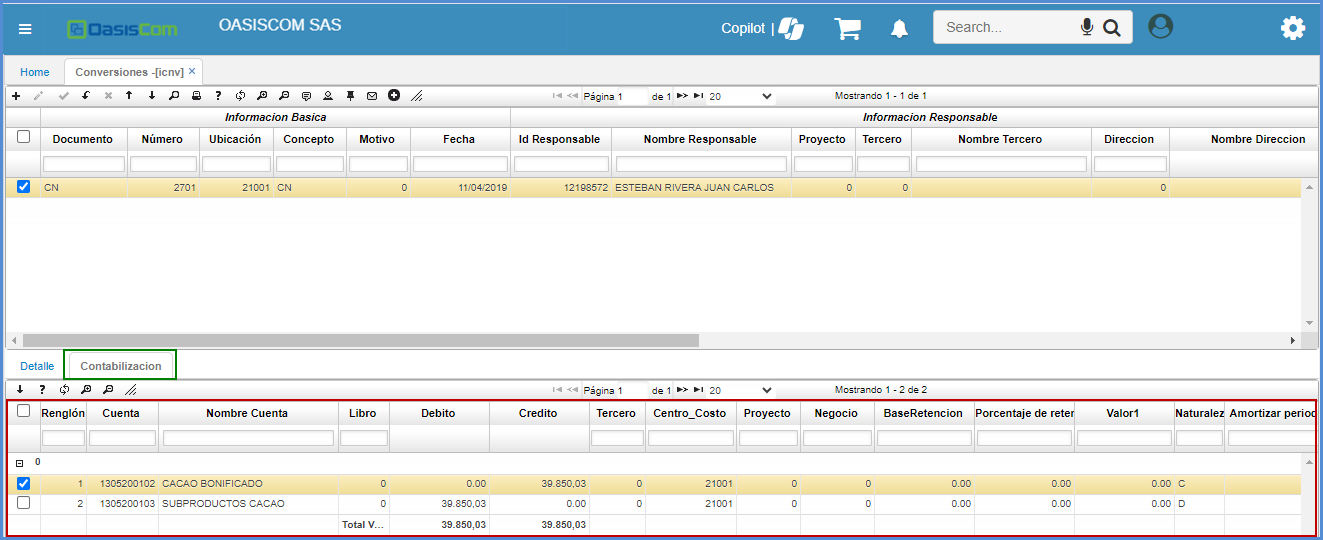 OasisCom
OASISCOM SAS
Copilot |
Search...
Home
Conversiones -[icnv] ×
Página 1 de 1 20 Mostrando 1 - 1 de 1
Informacion Basica Informacion Responsable
Documento Número Ubicación Concepto Motivo Fecha Id Responsable Nombre Responsable Proyecto Tercero Nombre Tercero Direccion Nombre Direccion
CN 2701 21001 CN 0 11/04/2019 12198572 ESTEBAN RIVERA JUAN CARLOS 0 0 0
Detalle Contabilizacion
Página 1 de 1 20 Mostrando 1 - 2 de 2
Renglón Cuenta Nombre Cuenta Libro Debito Credito Tercero Centro_Costo Proyecto Negocio BaseRetencion Porcentaje de reter Valor1 Naturalez Amortizar perioc
0
1 1305200102 CACAO BONIFICADO 0 0.00 39.850,03 0 21001 0 0 0.00 0.00 0.00 C
2 1305200103 SUBPRODUCTOS CACAO 0 39.850,03 0.00 0 21001 0 0 0.00 0.00 0.00 D
Total V... 39.850,03 39.850,03